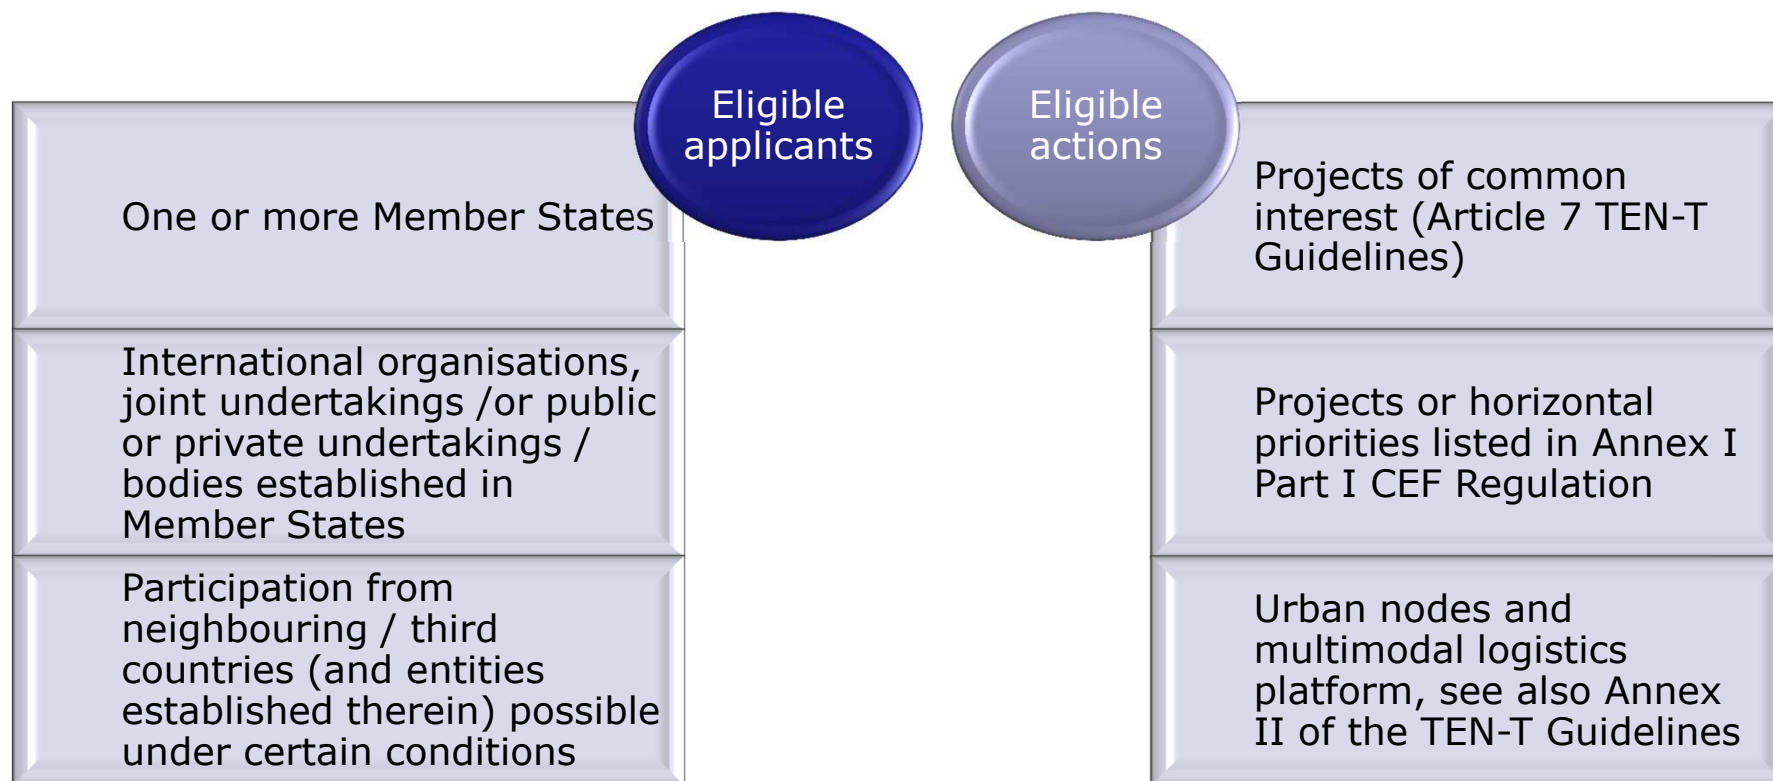 Eligible
applicants
One or more Member States
International organisations,
joint undertakings /or public
or private undertakings /
bodies established in
Member States
Participation from
neighbouring / third
countries (and entities
established therein) possible
under certain conditions
Eligible
actions
Projects of common
interest (Article 7 TEN-T
Guidelines)
Projects or horizontal
priorities listed in Annex I
Part I CEF Regulation
Urban nodes and
multimodal logistics
platform, see also Annex
II of the TEN-T Guidelines